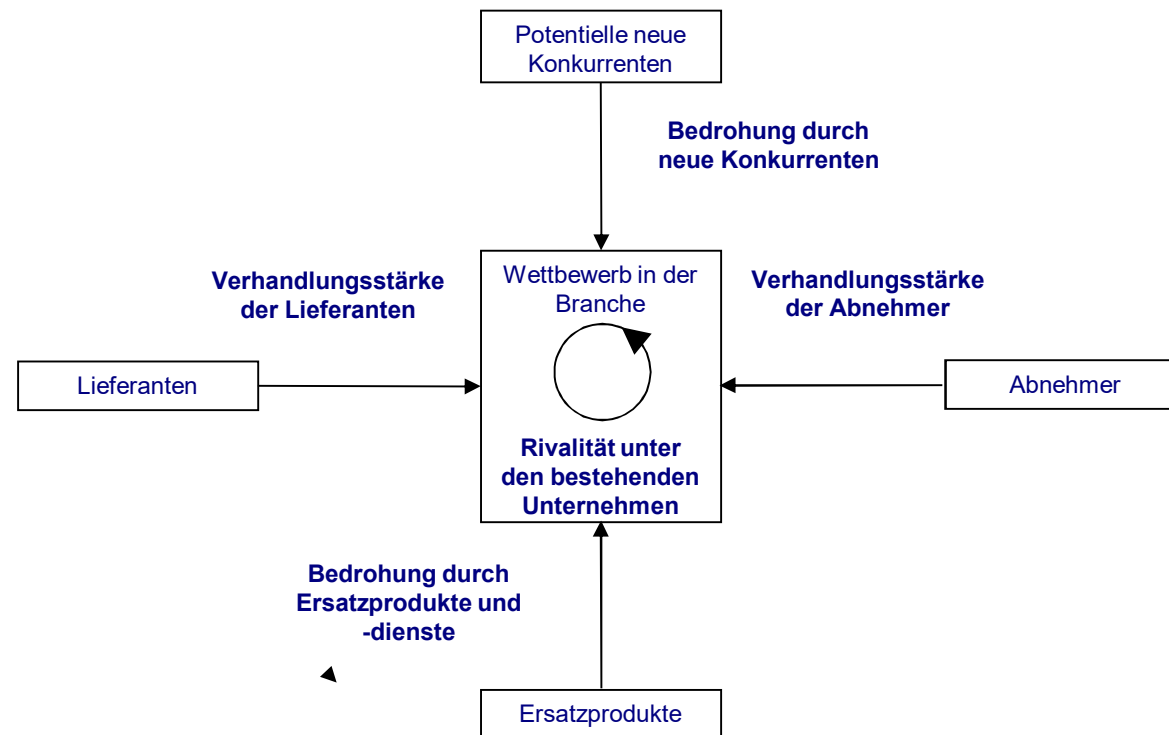 Potentielle neue
Konkurrenten
Bedrohung durch
neue Konkurrenten
Verhandlungsstärke
der Lieferanten
Wettbewerb in der
Branche
Verhandlungsstärke
der Abnehmer
Lieferanten
Abnehmer
Rivalität unter
den bestehenden
Unternehmen
Bedrohung durch
Ersatzprodukte und
-dienste
Ersatzprodukte